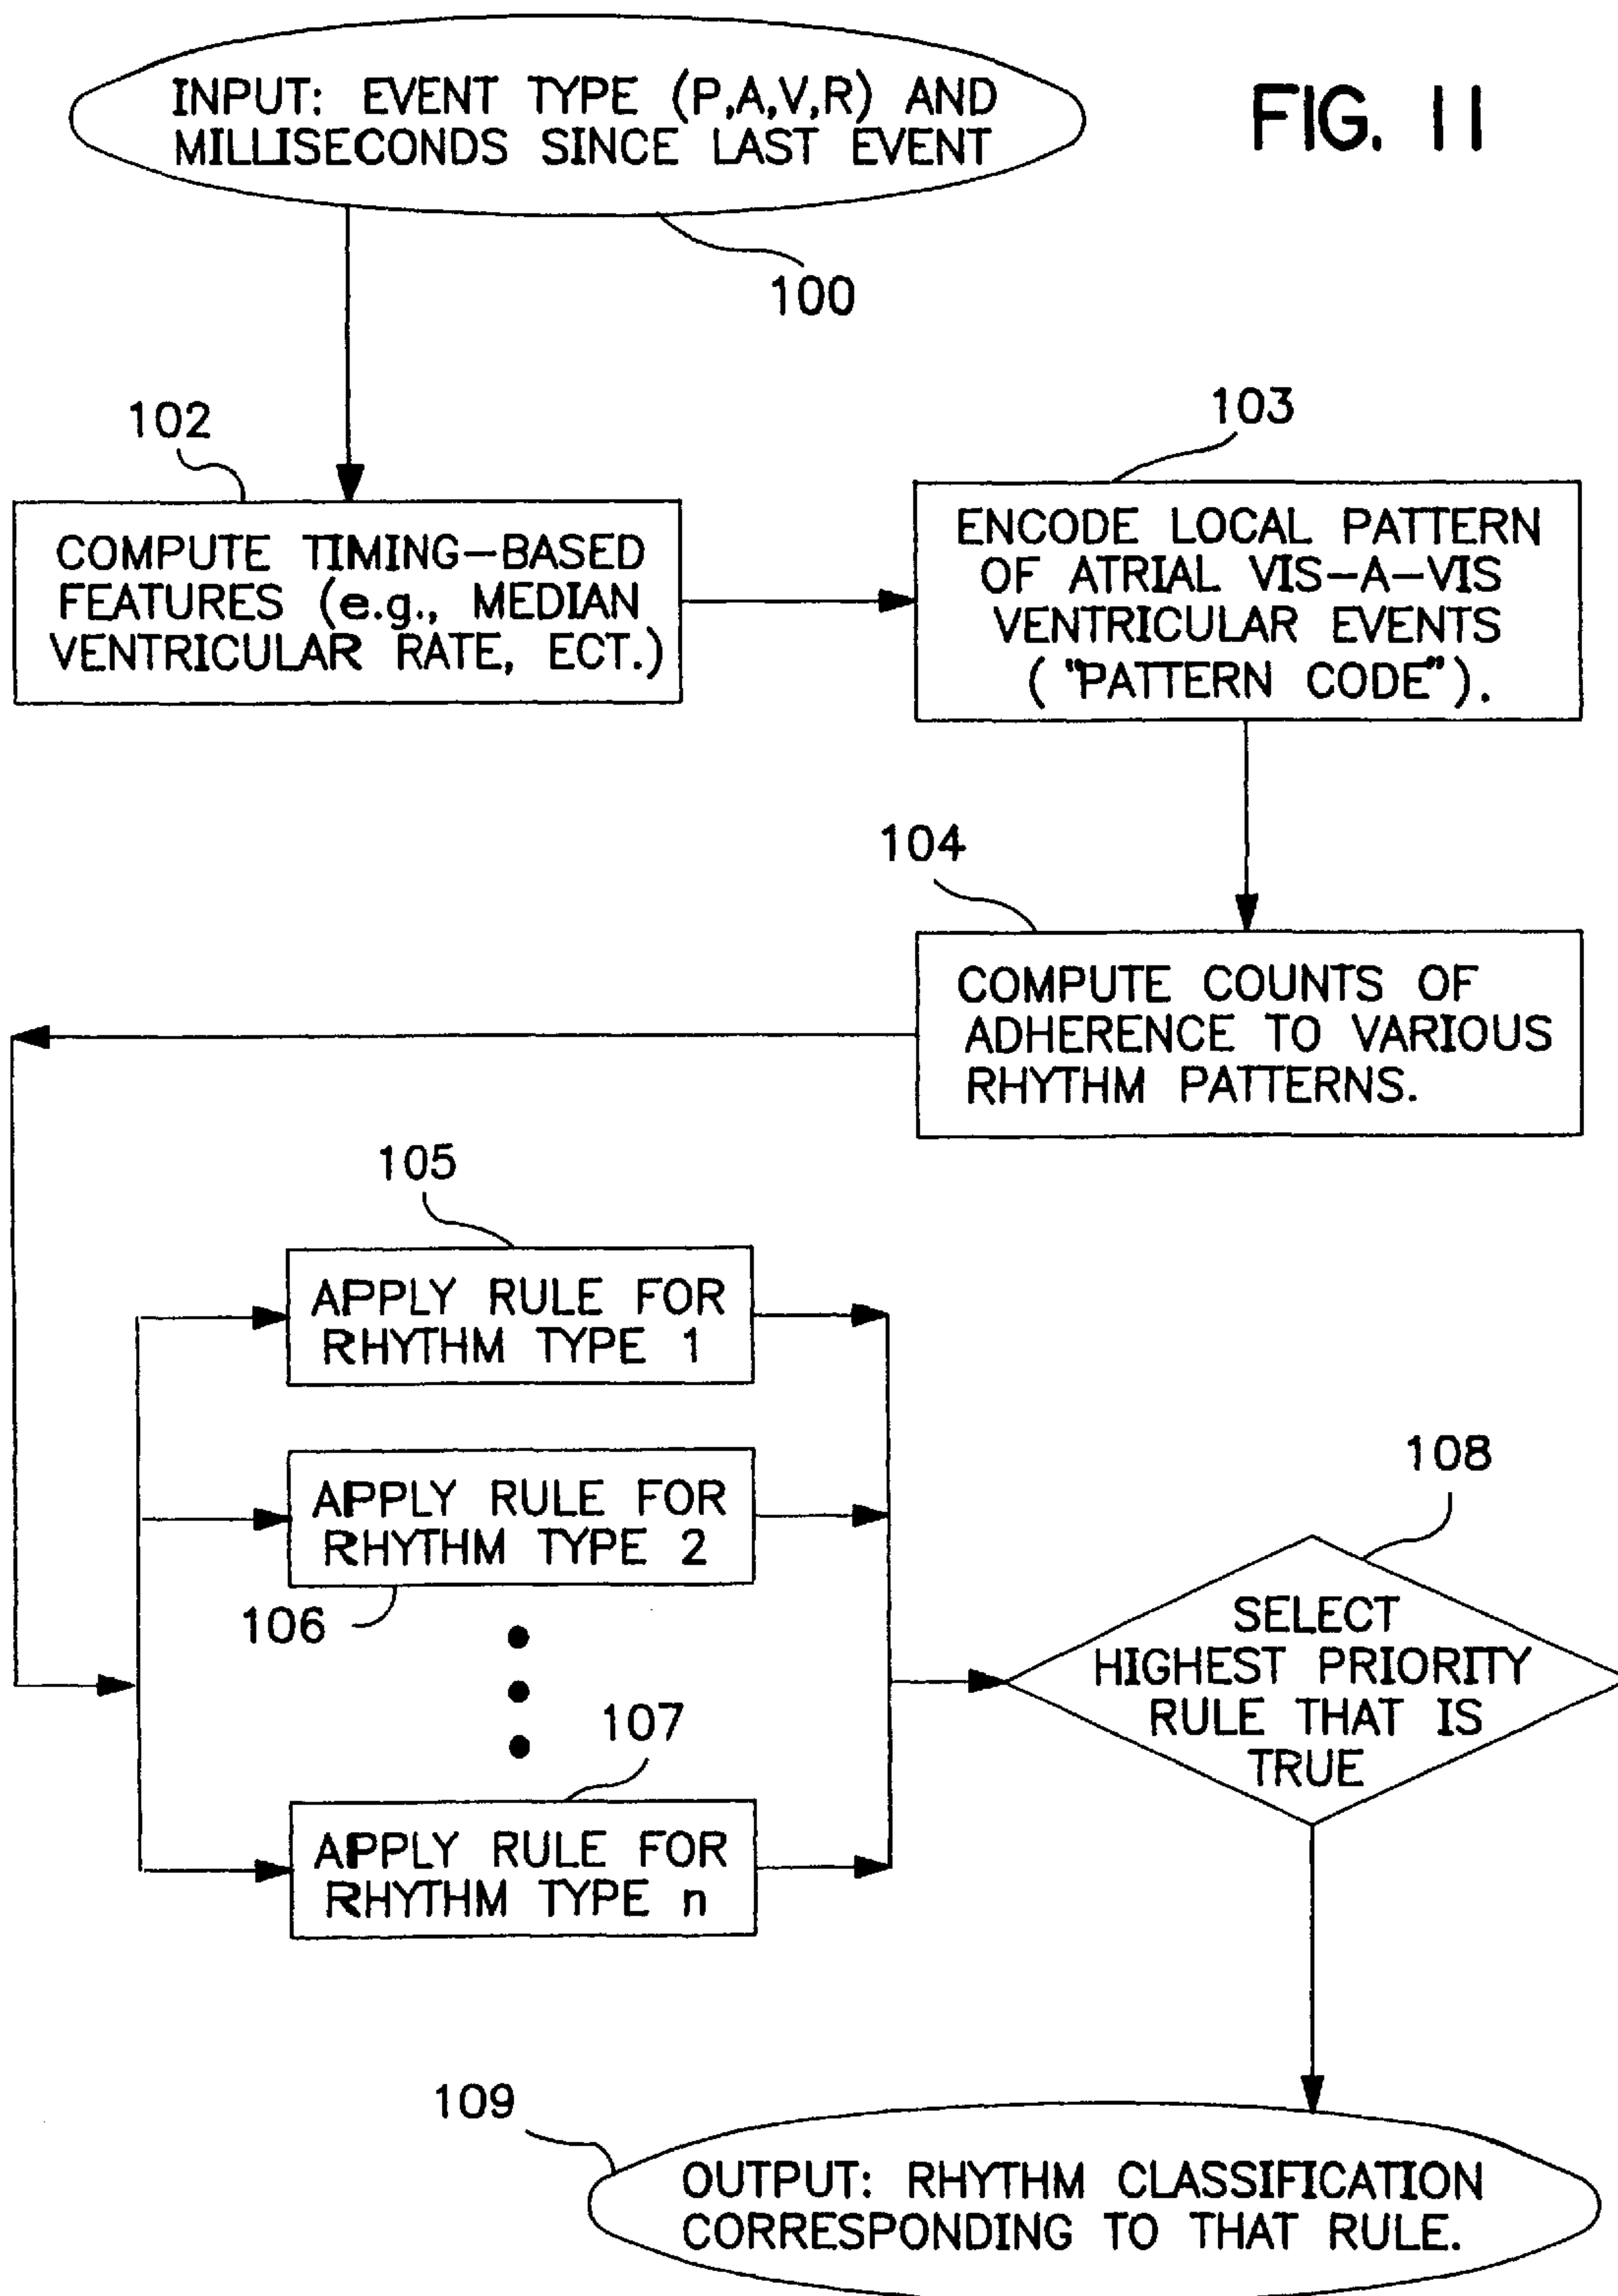 INPUT: EVENT TYPE (P,A,V,R) AND
MILLISECONDS SINCE LAST EVENT
FIG. 11
100
102
COMPUTE TIMING-BASED
FEATURES (e.g., MEDIAN
VENTRICULAR RATE, ECT.)
103
ENCODE LOCAL PATTERN
OF ATRIAL VIS-A-VIS
VENTRICULAR EVENTS
( "PATTERN CODE").
104
COMPUTE COUNTS OF
ADHERENCE TO VARIOUS
RHYTHM PATTERNS.
105
APPLY RULE FOR
RHYTHM TYPE 1
APPLY RULE FOR
RHYTHM TYPE 2
106
107
APPLY RULE FOR
RHYTHM TYPE n
108
SELECT
HIGHEST PRIORITY
RULE THAT IS
TRUE
109
OUTPUT: RHYTHM CLASSIFICATION
CORRESPONDING TO THAT RULE.